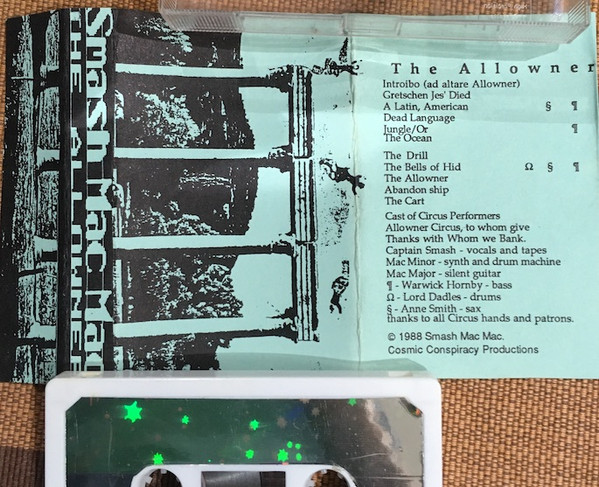 Smash Mac Mac
THE ALLOWNER
The Allowner
Introibo (ad altare Allowner)
Gretschen Jes' Died
A Latin, American § ¶
Dead Language
Jungle/Or ¶
The Ocean
The Drill
The Bells of Hid Ω § ¶
The Allowner
Abandon ship
The Cart
Cast of Circus Performers
Allowner Circus, to whom give
Thanks with Whom we Bank.
Captain Smash - vocals and tapes
Mac Minor - synth and drum machine
Mac Major - silent guitar
¶ - Warwick Hornby - bass
Ω - Lord Dadles - drums
§ - Anne Smith - sax
thanks to all Circus hands and patrons.
© 1988 Smash Mac Mac.
Cosmic Conspiracy Productions